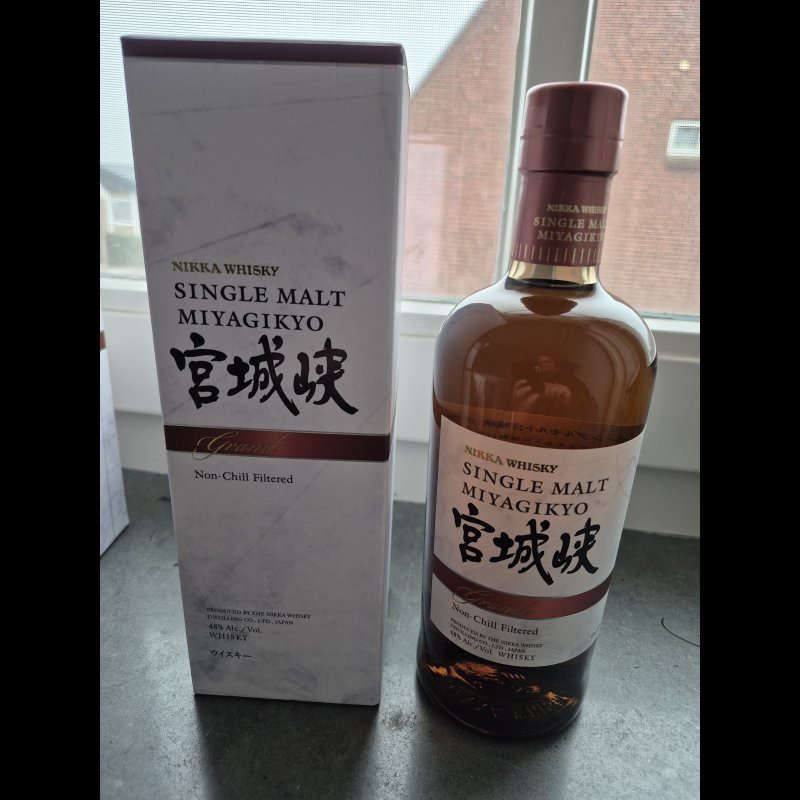 NIKKA WHISKY
SINGLE MALT
MIYAGIKYO
宮城峡
Grande
Non-Chill Filtered
PRODUCED BY THE NIKKA WHISKY
DISTILLING CO., LTD., JAPAN
48% Alc./Vol.
WHISKY
ウイスキー
NIKKA WHISKY
SINGLE MALT
MIYAGIKYO
NIKKA WHISKY
SINGLE MALT
MIYAGIKYO
宮城峡
Grande
Non-Chill Filtered
PRODUCED BY THE NIKKA WHISKY
DISTILLING CO., LTD., JAPAN
48% Alc./Vol. WHISKY